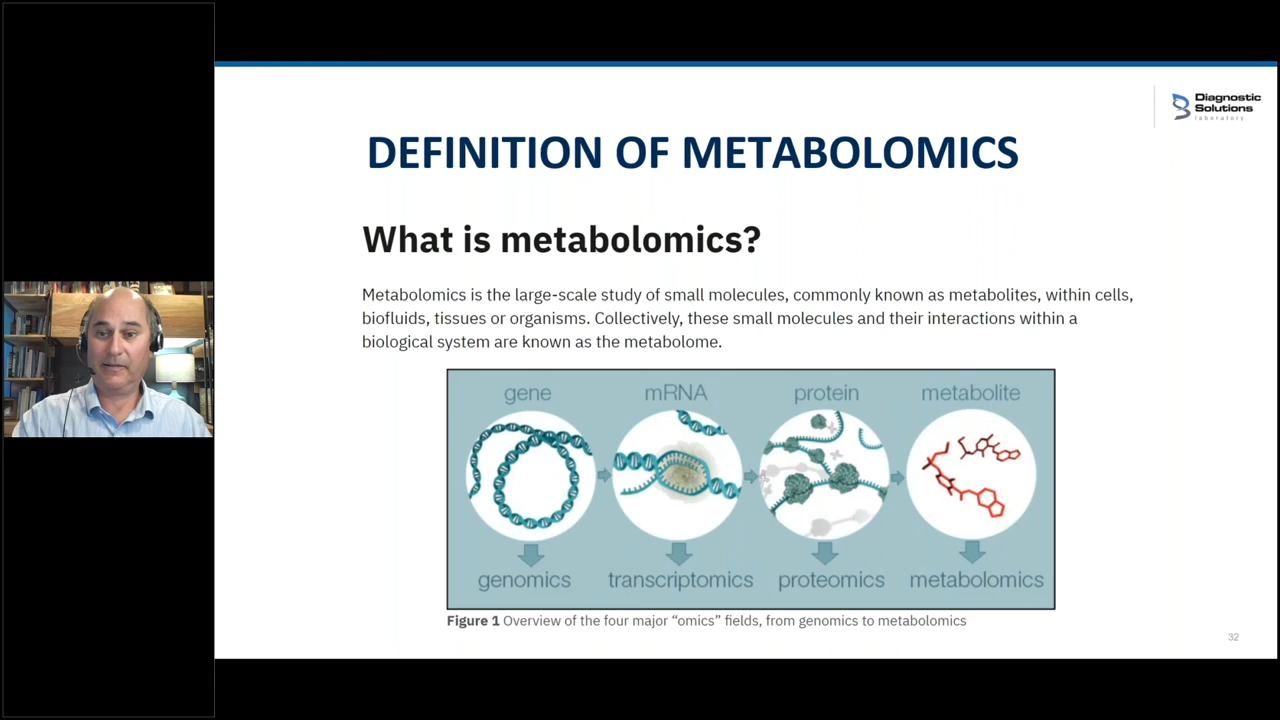 Diagnostic
Solutions
laboratory
DEFINITION OF METABOLOMICS
What is metabolomics?
Metabolomics is the large-scale study of small molecules, commonly known as metabolites, within cells,
biofluids, tissues or organisms. Collectively, these small molecules and their interactions within a
biological system are known as the metabolome.
gene mRNA protein metabolite
genomics transcriptomics proteomics metabolomics
Figure 1 Overview of the four major “omics” fields, from genomics to metabolomics
32